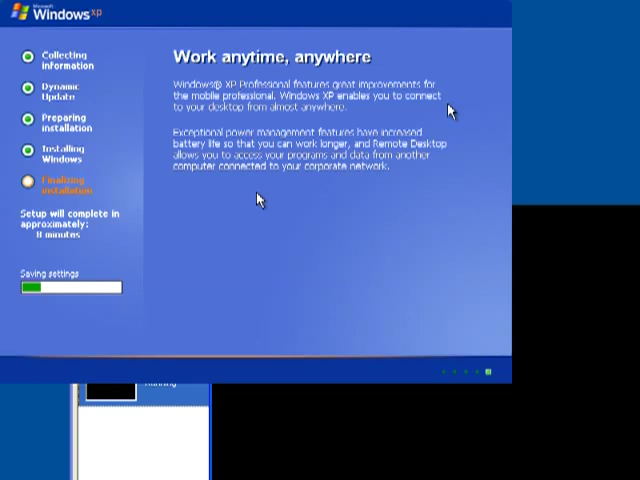 Microsoft
Windows xp
Collecting
information
Dynamic
Update
Preparing
installation
Installing
Windows
Finalizing
installation
Setup will complete in
approximately:
8 minutes
Saving settings
Work anytime, anywhere
Windows® XP Professional features great improvements for
the mobile professional. Windows XP enables you to connect
to your desktop from almost anywhere.
Exceptional power management features have increased
battery life so that you can work longer, and Remote Desktop
allows you to access your programs and data from another
computer connected to your corporate network.
Running